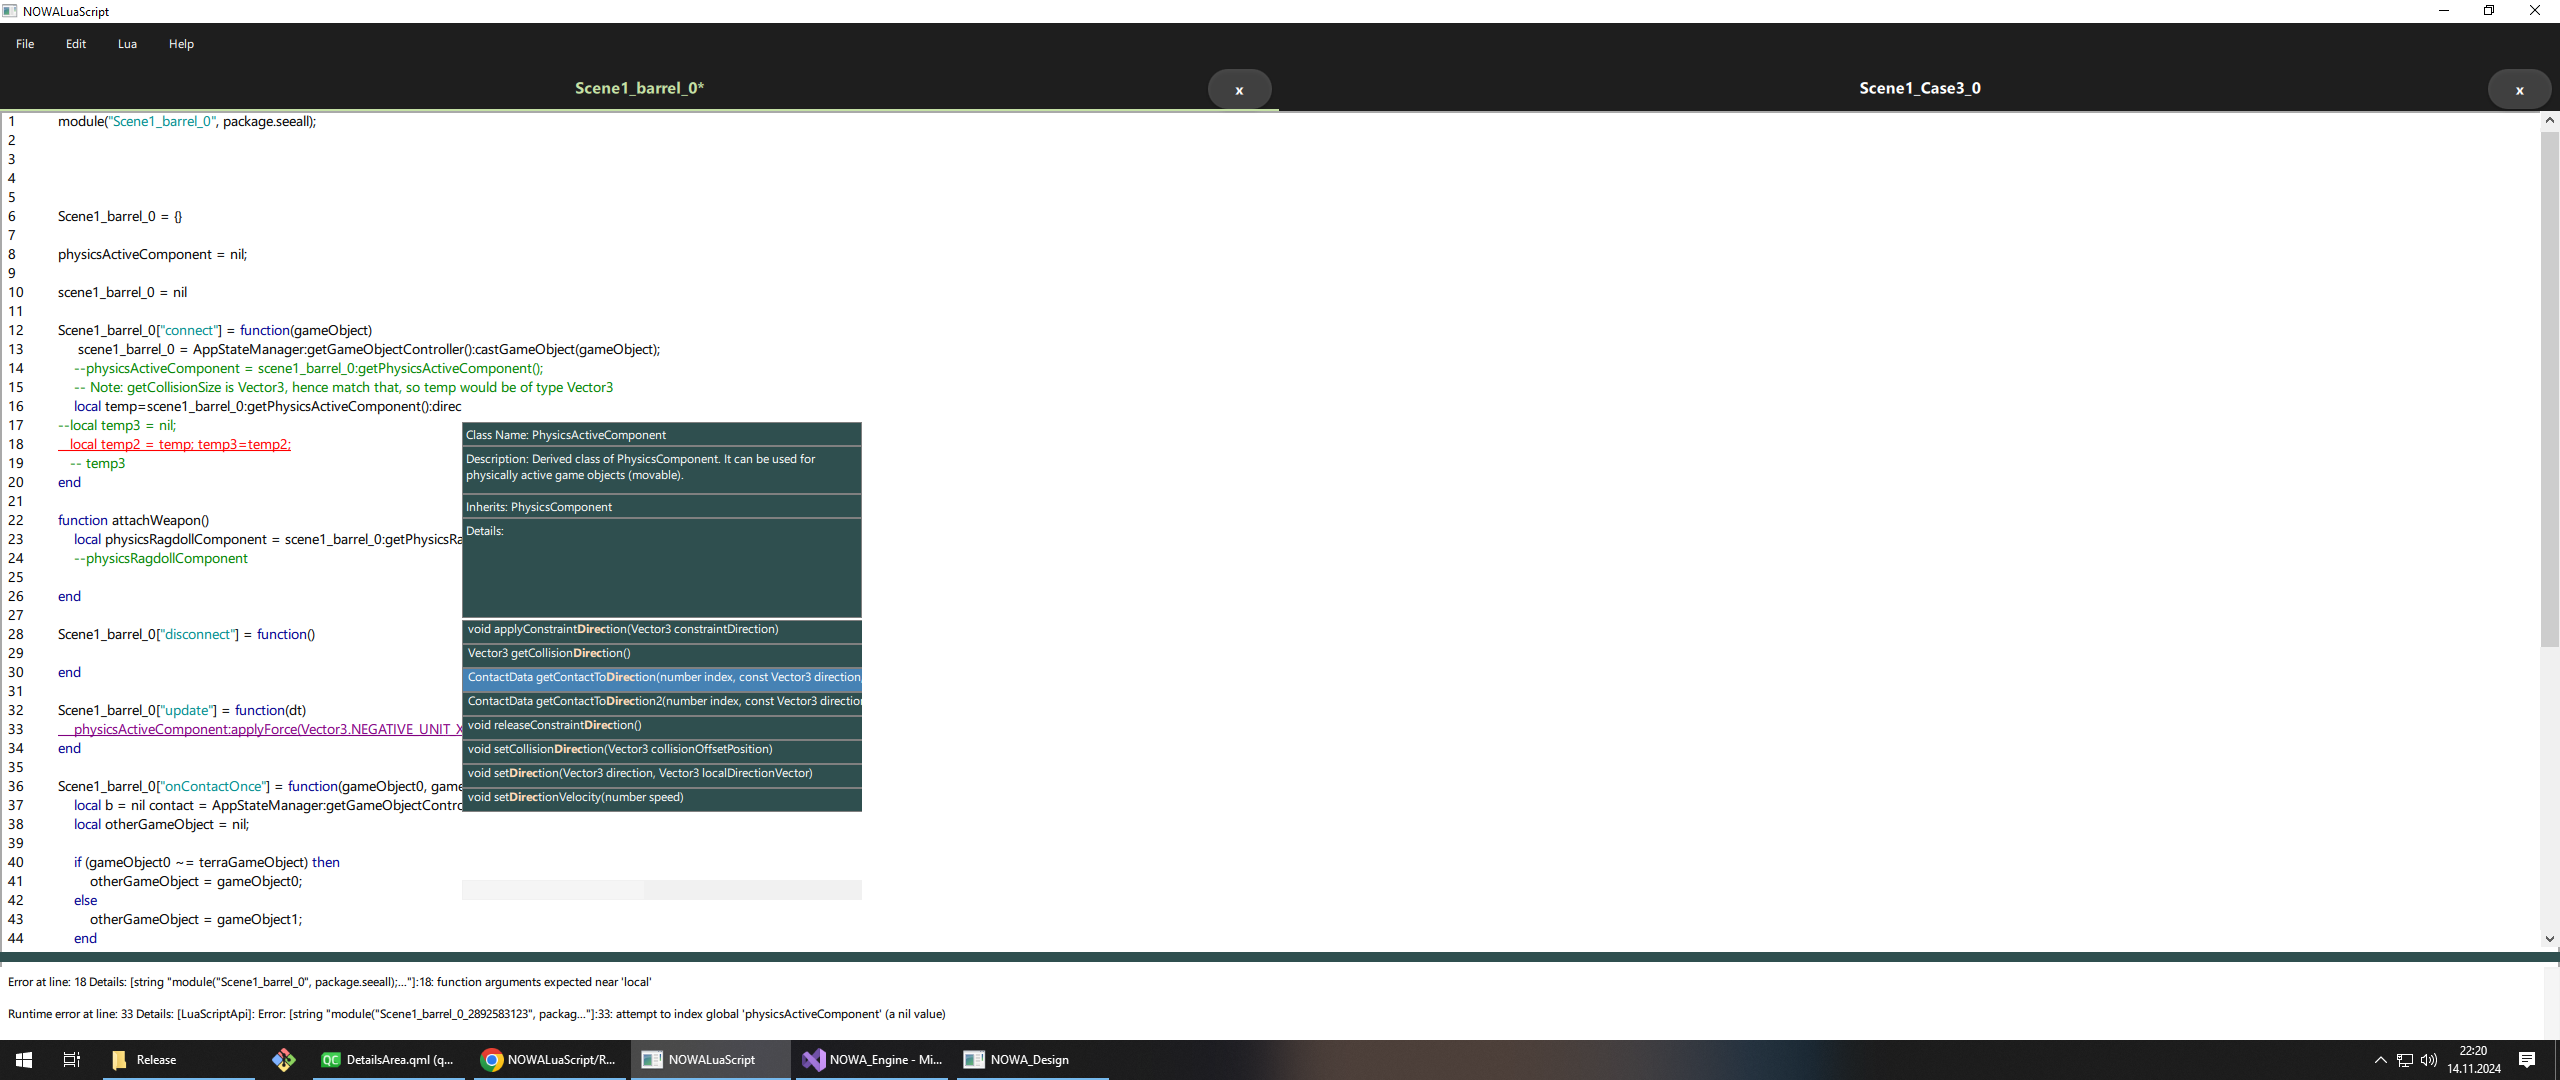 NOWALuaScript
File Edit Lua Help
Scene1_barrel_0* x Scene1_Case3_0 x
1 module("Scene1_barrel_0", package.seeall);
2
3
4
5
6 Scene1_barrel_0 = {}
7
8 physicsActiveComponent = nil;
9
10 scene1_barrel_0 = nil
11
12 Scene1_barrel_0["connect"] = function(gameObject)
13 scene1_barrel_0 = AppStateManager:getGameObjectController():castGameObject(gameObject);
14 --physicsActiveComponent = scene1_barrel_0:getPhysicsActiveComponent();
15 -- Note: getCollisionSize is Vector3, hence match that, so temp would be of type Vector3
16 local temp=scene1_barrel_0:getPhysicsActiveComponent():direc
17 --local temp3 = nil;
18 local temp2 = temp; temp3=temp2;
19 -- temp3
20 end
21
22 function attachWeapon()
23 local physicsRagdollComponent = scene1_barrel_0:getPhysicsRa
24 --physicsRagdollComponent
25
26 end
27
28 Scene1_barrel_0["disconnect"] = function()
29
30 end
31
32 Scene1_barrel_0["update"] = function(dt)
33 physicsActiveComponent:applyForce(Vector3.NEGATIVE_UNIT_X
34 end
35
36 Scene1_barrel_0["onContactOnce"] = function(gameObject0, game
37 local b = nil contact = AppStateManager:getGameObjectContro
38 local otherGameObject = nil;
39
40 if (gameObject0 ~= terraGameObject) then
41 otherGameObject = gameObject0;
42 else
43 otherGameObject = gameObject1;
44 end
Class Name: PhysicsActiveComponent
Description: Derived class of PhysicsComponent. It can be used for
physically active game objects (movable).
Inherits: PhysicsComponent
Details:
void applyConstraintDirection(Vector3 constraintDirection)
Vector3 getCollisionDirection()
ContactData getContactToDirection(number index, const Vector3 direction,
ContactData getContactToDirection2(number index, const Vector3 direction
void releaseConstraintDirection()
void setCollisionDirection(Vector3 collisionOffsetPosition)
void setDirection(Vector3 direction, Vector3 localDirectionVector)
void setDirectionVelocity(number speed)
Error at line: 18 Details: [string "module("Scene1_barrel_0", package.seeall);..."]:18: function arguments expected near 'local'
Runtime error at line: 33 Details: [LuaScriptApi]: Error: [string "module("Scene1_barrel_0_2892583123", packag..."]:33: attempt to index global 'physicsActiveComponent' (a nil value)
Release QC DetailsArea.qml (q... NOWALuaScript/R... NOWALuaScript NOWA_Engine - Mi... NOWA_Design
22:20
14.11.2024